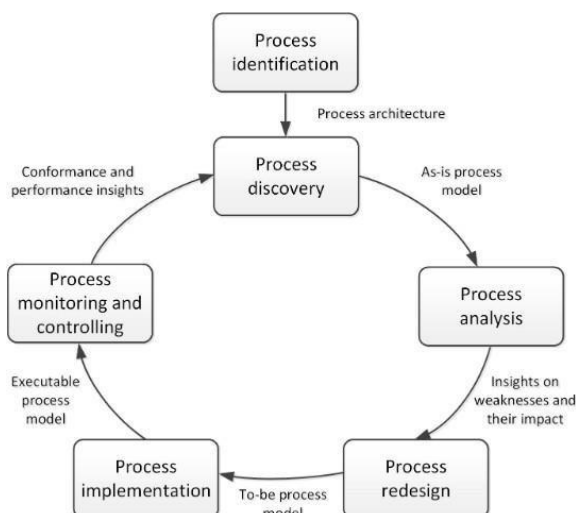 Process
identification
Process architecture
Process
discovery
Conformance and
performance insights
As-is process
model
Process
monitoring and
controlling
Process
analysis
Executable
process
model
Insights on
weaknesses and
their impact
Process
implementation
To-be process
model
Process
redesign